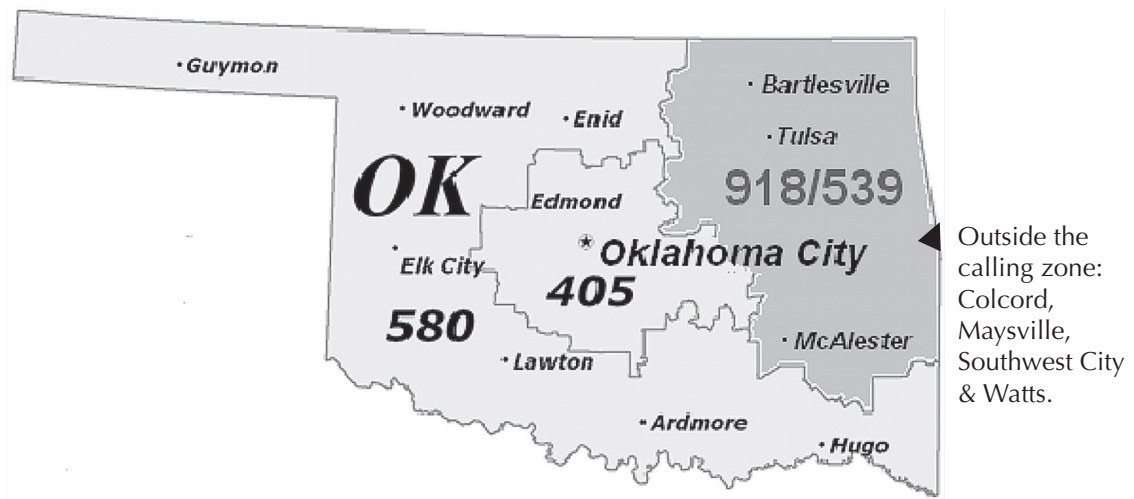 Guymon
Woodward
Enid
Bartlesville
Tulsa
OK
918/539
Edmond
Oklahoma City
Elk City
405
580
McAlester
Lawton
Ardmore
Hugo
Outside the
calling zone:
Colcord,
Maysville,
Southwest City
& Watts.